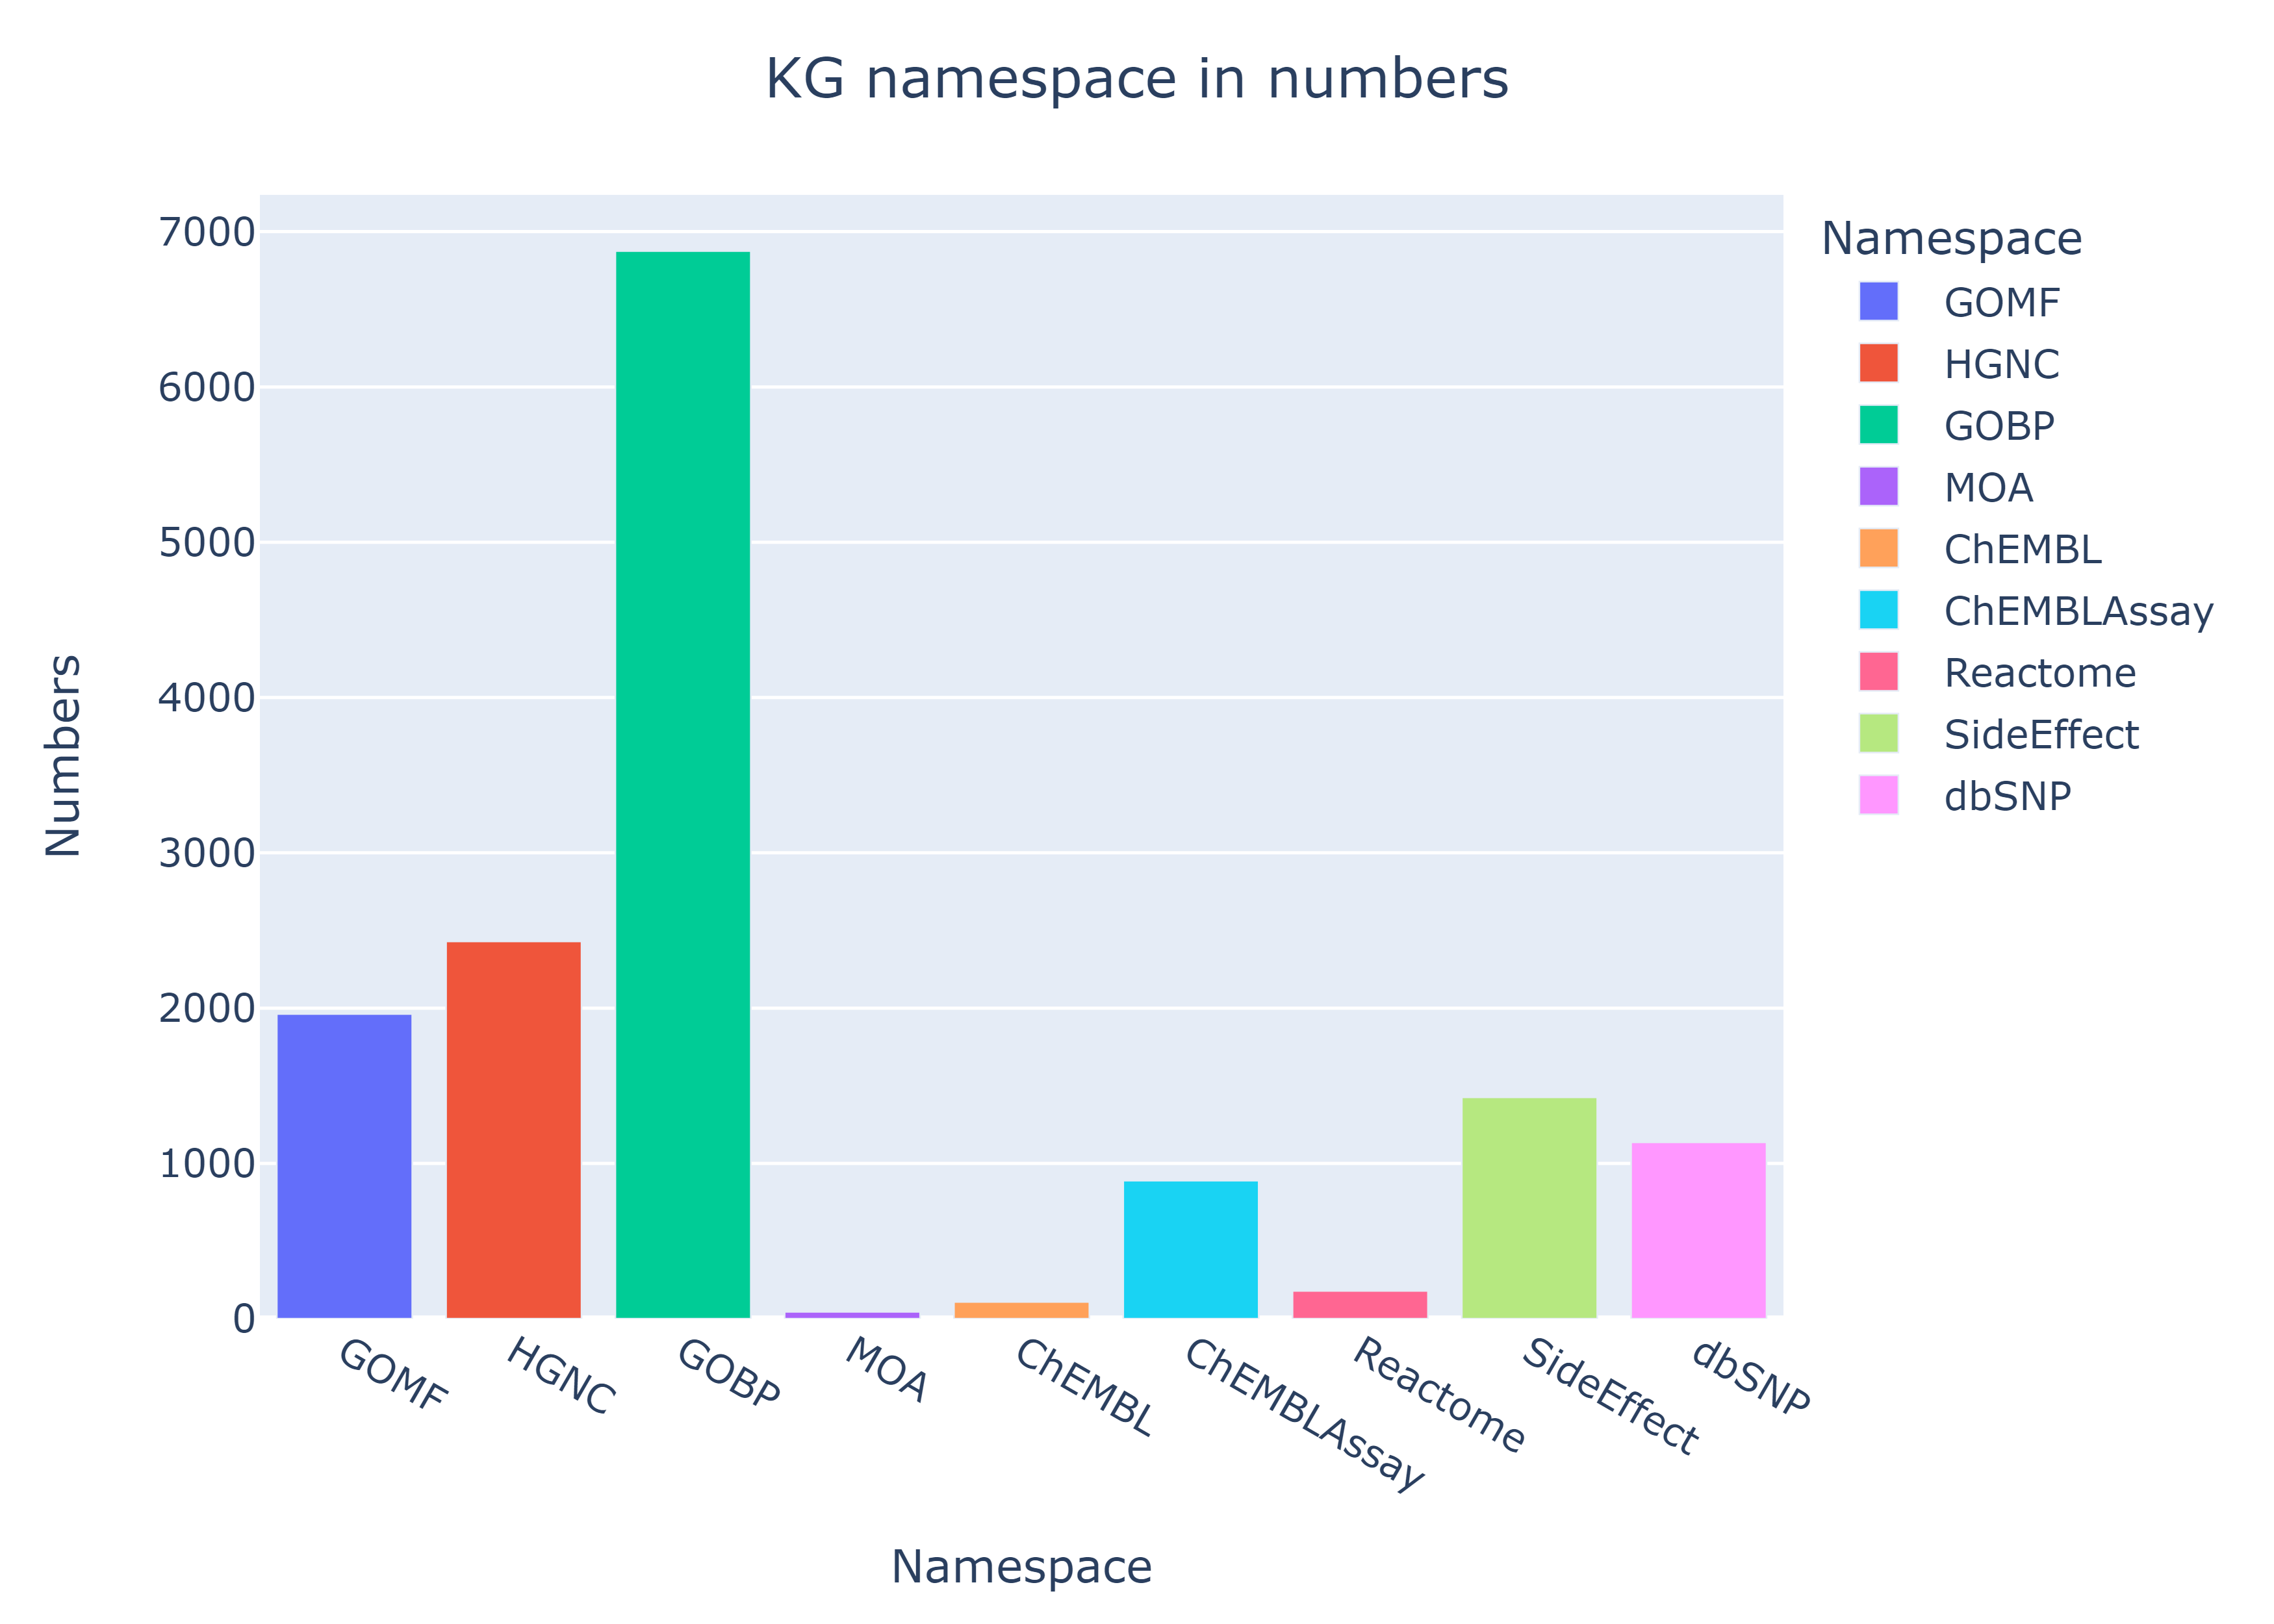 KG namespace in numbers
7000
6000
5000
4000
3000
2000
1000
0
Numbers
GOMF
HGNC
GOBP
MOA
ChEMBL
ChEMBLAssay
Reactome
SideEffect
dbSNP
Namespace
Namespace
GOMF
HGNC
GOBP
MOA
ChEMBL
ChEMBLAssay
Reactome
SideEffect
dbSNP